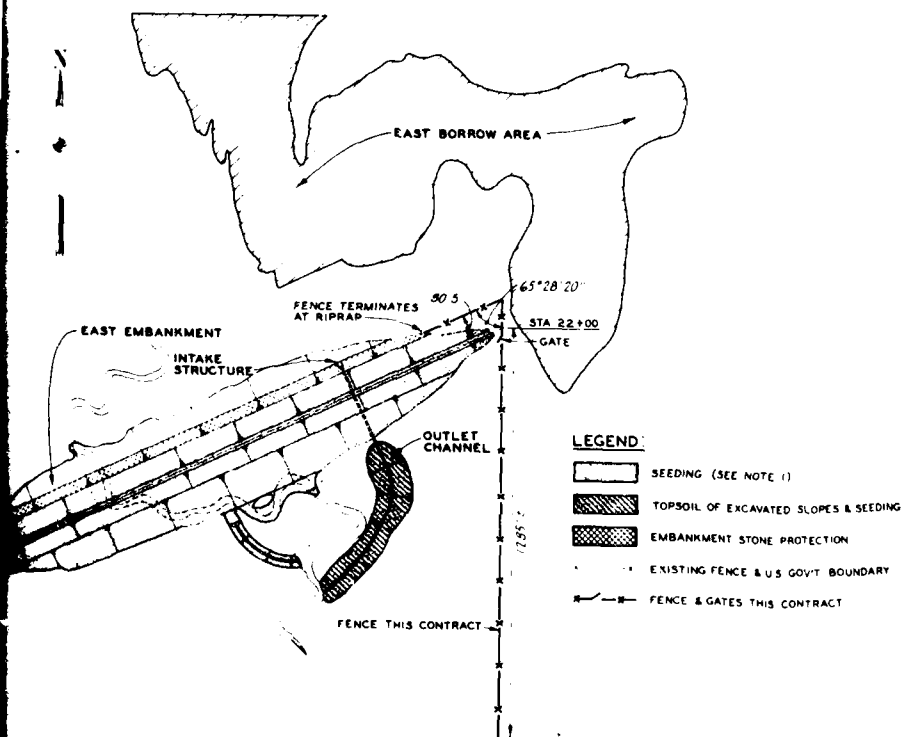 N
EAST BORROW AREA
65°28'20"
FENCE TERMINATES
AT RIPRAP
STA 22+00
GATE
EAST EMBANKMENT
INTAKE
STRUCTURE
OUTLET
CHANNEL
LEGEND:
SEEDING (SEE NOTE 1)
TOPSOIL OF EXCAVATED SLOPES & SEEDING
EMBANKMENT STONE PROTECTION
EXISTING FENCE & US GOV'T BOUNDARY
FENCE & GATES THIS CONTRACT
FENCE THIS CONTRACT